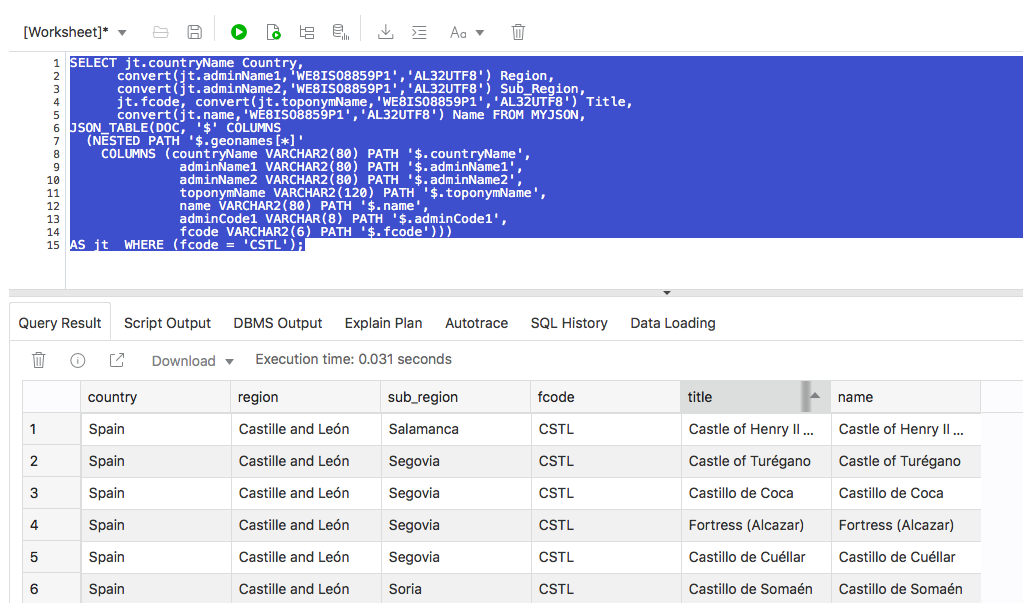 [Worksheet]* Aa
1 SELECT jt.countryName Country,
2 convert(jt.adminName1,'WE8ISO8859P1','AL32UTF8') Region,
3 convert(jt.adminName2,'WE8ISO8859P1','AL32UTF8') Sub_Region,
4 jt.fcode, convert(jt.toponymName,'WE8ISO8859P1','AL32UTF8') Title,
5 convert(jt.name,'WE8ISO8859P1','AL32UTF8') Name FROM MYJSON,
6 JSON_TABLE(DOC, '$' COLUMNS
7 (NESTED PATH '$.geonames[*]'
8 COLUMNS (countryName VARCHAR2(80) PATH '$.countryName',
9 adminName1 VARCHAR2(80) PATH '$.adminName1',
10 adminName2 VARCHAR2(80) PATH '$.adminName2',
11 toponymName VARCHAR2(120) PATH '$.toponymName',
12 name VARCHAR2(80) PATH '$.name',
13 adminCode1 VARCHAR(8) PATH '$.adminCode1',
14 fcode VARCHAR2(6) PATH '$.fcode')))
15 AS jt WHERE (fcode = 'CSTL');
Query Result Script Output DBMS Output Explain Plan Autotrace SQL History Data Loading
Download Execution time: 0.031 seconds
country region sub_region fcode title name
1 Spain Castille and León Salamanca CSTL Castle of Henry II ... Castle of Henry II ...
2 Spain Castille and León Segovia CSTL Castle of Turégano Castle of Turégano
3 Spain Castille and León Segovia CSTL Castillo de Coca Castillo de Coca
4 Spain Castille and León Segovia CSTL Fortress (Alcazar) Fortress (Alcazar)
5 Spain Castille and León Segovia CSTL Castillo de Cuéllar Castillo de Cuéllar
6 Spain Castille and León Soria CSTL Castillo de Somaén Castillo de Somaén